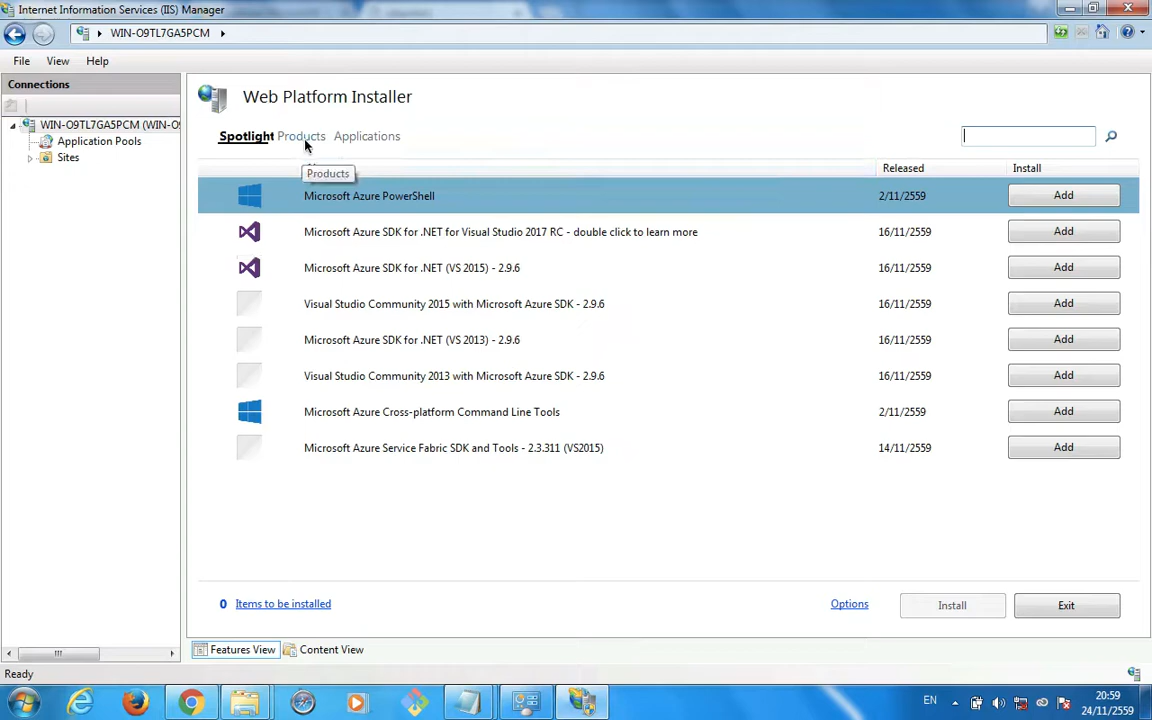 Internet Information Services (IIS) Manager
WIN-O9TL7GA5PCM
File View Help
Connections
WIN-O9TL7GA5PCM (WIN-O9
Application Pools
Sites
Web Platform Installer
Spotlight Products Applications
Products
Released Install
Microsoft Azure PowerShell 2/11/2559 Add
Microsoft Azure SDK for .NET for Visual Studio 2017 RC - double click to learn more 16/11/2559 Add
Microsoft Azure SDK for .NET (VS 2015) - 2.9.6 16/11/2559 Add
Visual Studio Community 2015 with Microsoft Azure SDK - 2.9.6 16/11/2559 Add
Microsoft Azure SDK for .NET (VS 2013) - 2.9.6 16/11/2559 Add
Visual Studio Community 2013 with Microsoft Azure SDK - 2.9.6 16/11/2559 Add
Microsoft Azure Cross-platform Command Line Tools 2/11/2559 Add
Microsoft Azure Service Fabric SDK and Tools - 2.3.311 (VS2015) 14/11/2559 Add
0 Items to be installed Options Install Exit
Features View Content View
Ready
EN 20:59
24/11/2559